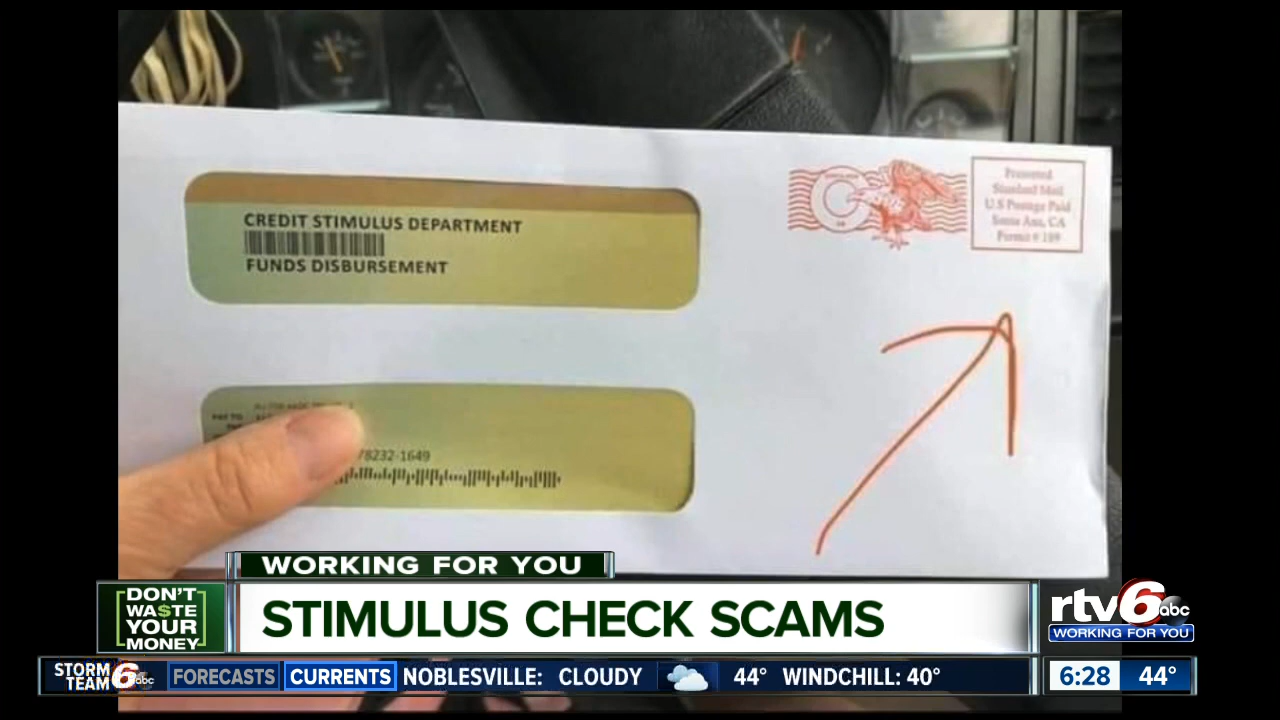 CREDIT STIMULUS DEPARTMENT
FUNDS DISBURSEMENT
Presorted
Standard Mail
U.S Postage Paid
Santa Ana, CA
Permit # 189
PAY TO
78232-1649
WORKING FOR YOU
DON'T
WA$TE
YOUR
MONEY
STIMULUS CHECK SCAMS
rtv6 abc
WORKING FOR YOU
STORM
TEAM 6 abc
FORECASTS
CURRENTS
NOBLESVILLE: CLOUDY 44° WINDCHILL: 40°
6:28
44°